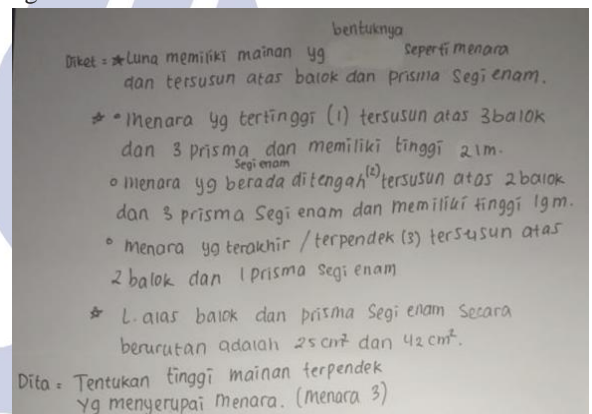 bentuknya
Diket = * Luna memiliki mainan yg seperti menara
dan tersusun atas balok dan prisma segi enam.
* • Menara yg tertinggi (1) tersusun atas 3 balok
dan 3 prisma dan memiliki tinggi 21m.
segi enam
o menara yg berada ditengah (2) tersusun atas 2 balok
dan 3 prisma segi enam dan memiliki tinggi 19m.
° menara yg terakhir / terpendek (3) tersusun atas
2 balok dan 1 prisma segi enam
* L. alas balok dan prisma segi enam secara
berurutan adalah 25 cm² dan 42 cm².
Dita = Tentukan tinggi mainan terpendek
yg menyerupai menara. (menara 3)